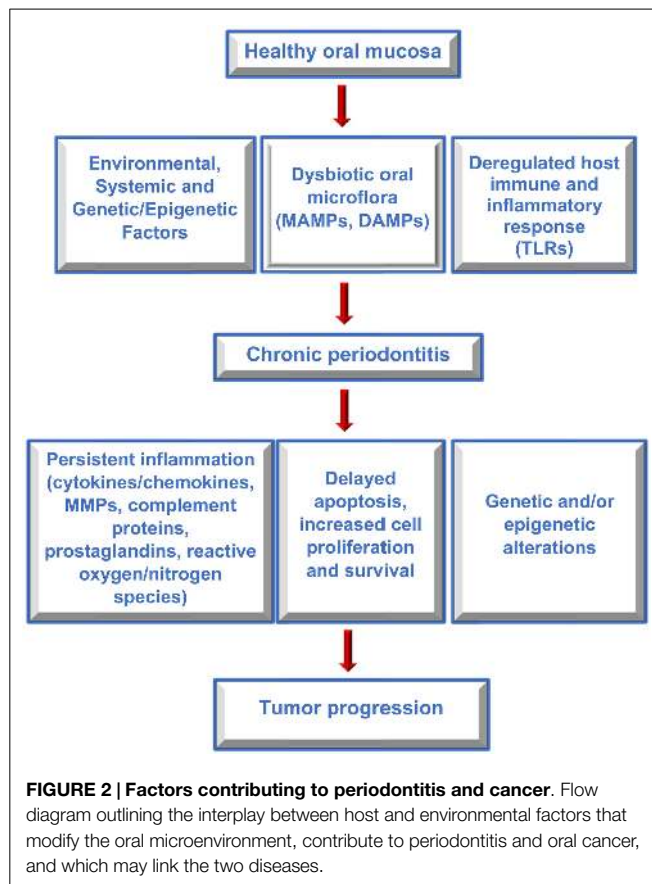 Healthy oral mucosa
Environmental,
Systemic and
Genetic/Epigenetic
Factors
Dysbiotic oral
microflora
(MAMPs, DAMPs)
Deregulated host
immune and
inflammatory
response
(TLRs)
Chronic periodontitis
Persistent inflammation
(cytokines/chemokines,
MMPs, complement
proteins,
prostaglandins, reactive
oxygen/nitrogen
species)
Delayed
apoptosis,
increased cell
proliferation
and survival
Genetic and/or
epigenetic
alterations
Tumor progression
FIGURE 2 | Factors contributing to periodontitis and cancer. Flow
diagram outlining the interplay between host and environmental factors that
modify the oral microenvironment, contribute to periodontitis and oral cancer,
and which may link the two diseases.